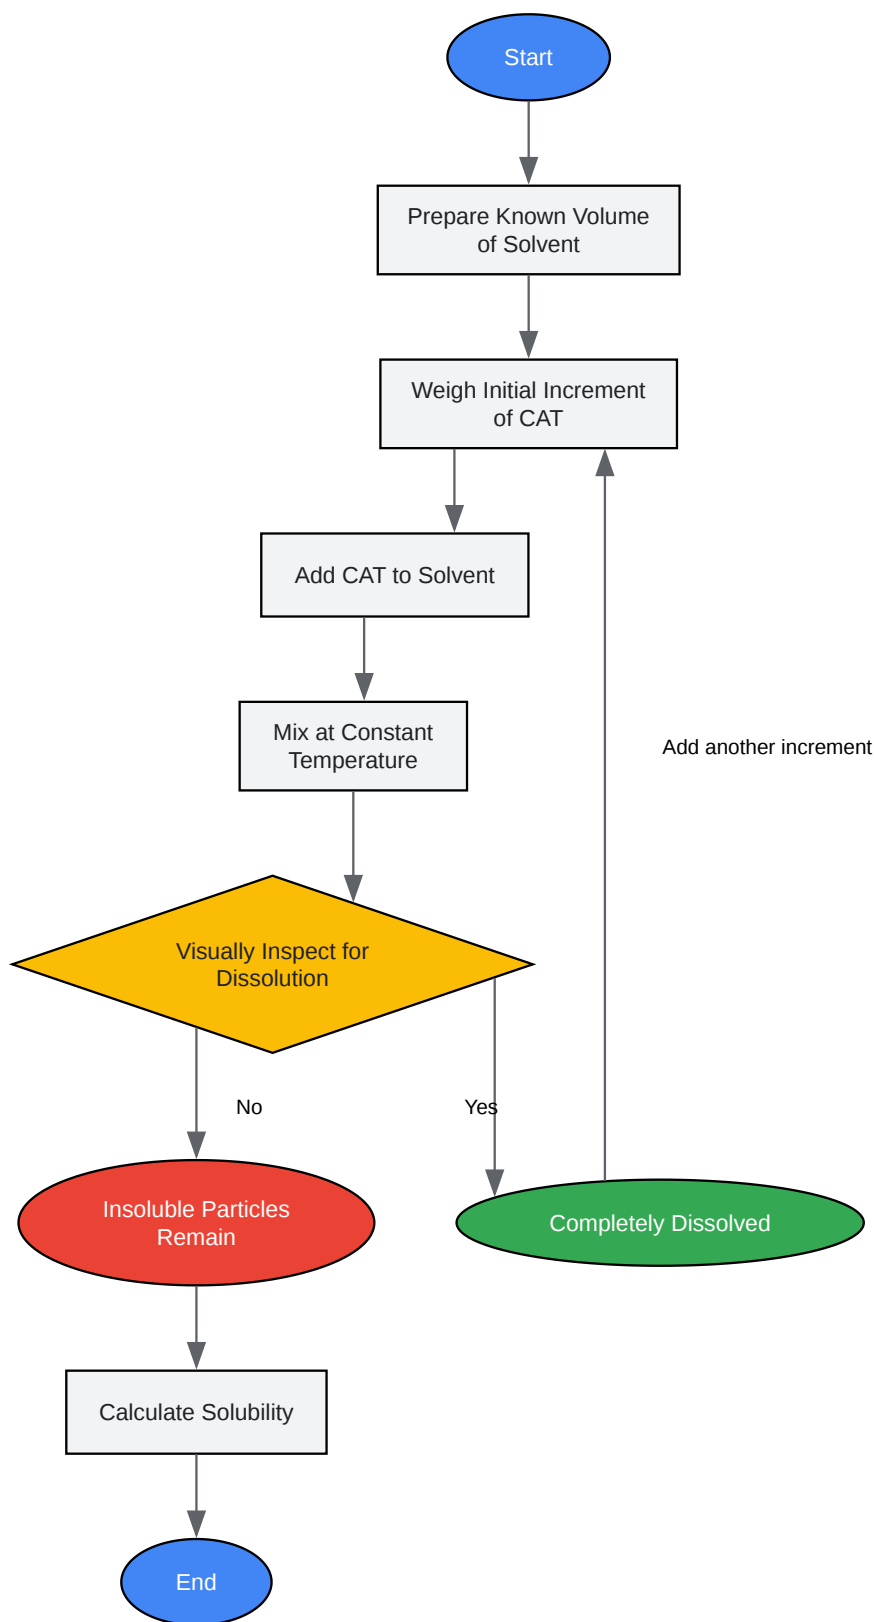 Start
Prepare Known Volume
of Solvent
Weigh Initial Increment
of CAT
Add CAT to Solvent
Mix at Constant
Temperature
Add another increment
Visually Inspect for
Dissolution
No
Yes
Insoluble Particles
Remain
Completely Dissolved
Calculate Solubility
End